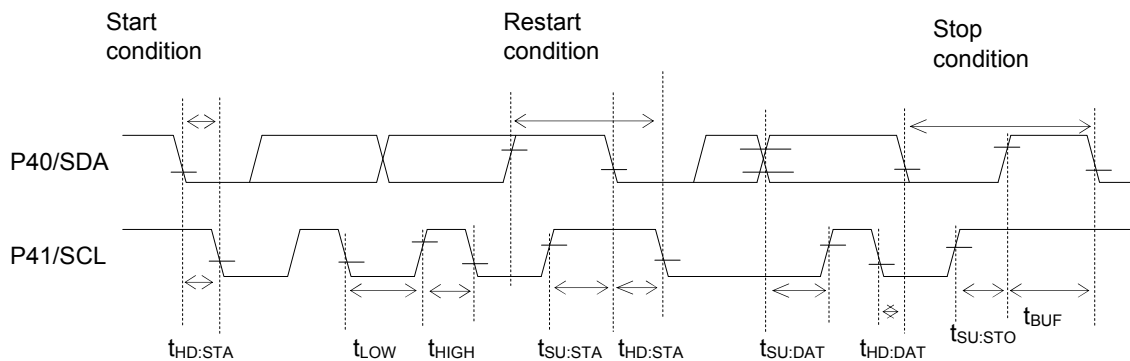 Start
condition
Restart
condition
Stop
condition
P40/SDA
P41/SCL
tHD:STA
tLOW
tHIGH
tSU:STA
tHD:STA
tSU:DAT
tHD:DAT
tSU:STO
tBUF